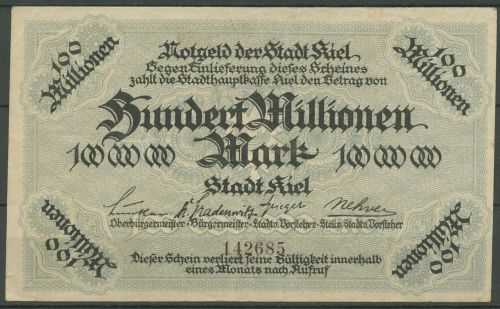 M 100 Millionen
M 100 Millionen
Notgeld der Stadt Kiel
Gegen Einlieferung dieses Scheines
zahlt die Stadthauptkasse Kiel den Betrag von
Hundert Millionen
100 000 000 Mark 100 000 000
Stadt Kiel
Gradenwitz
Oberbürgermeister · Bürgermeister · Stadtv. Vorsteher · Stellv. Stadtv. Vorsteher
142685
Dieser Schein verliert seine Gültigkeit innerhalb
eines Monats nach Aufruf
M 100 Millionen
M 100 Millionen